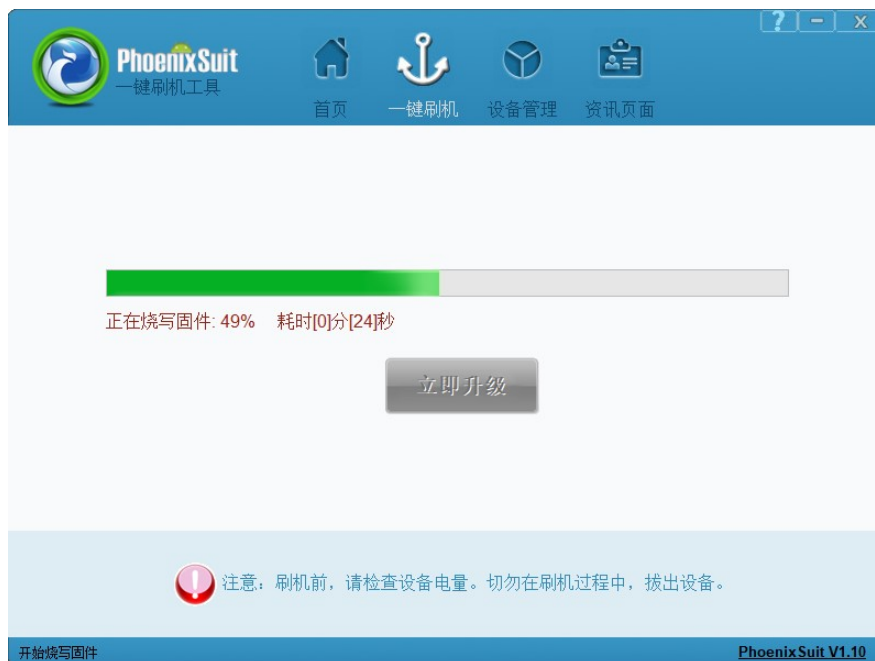 ? - x
PhoenixSuit
一键刷机工具
首页 一键刷机 设备管理 资讯页面
正在烧写固件: 49% 耗时[0]分[24]秒
立即升级
注意：刷机前，请检查设备电量。切勿在刷机过程中，拔出设备。
开始烧写固件 PhoenixSuit V1.10